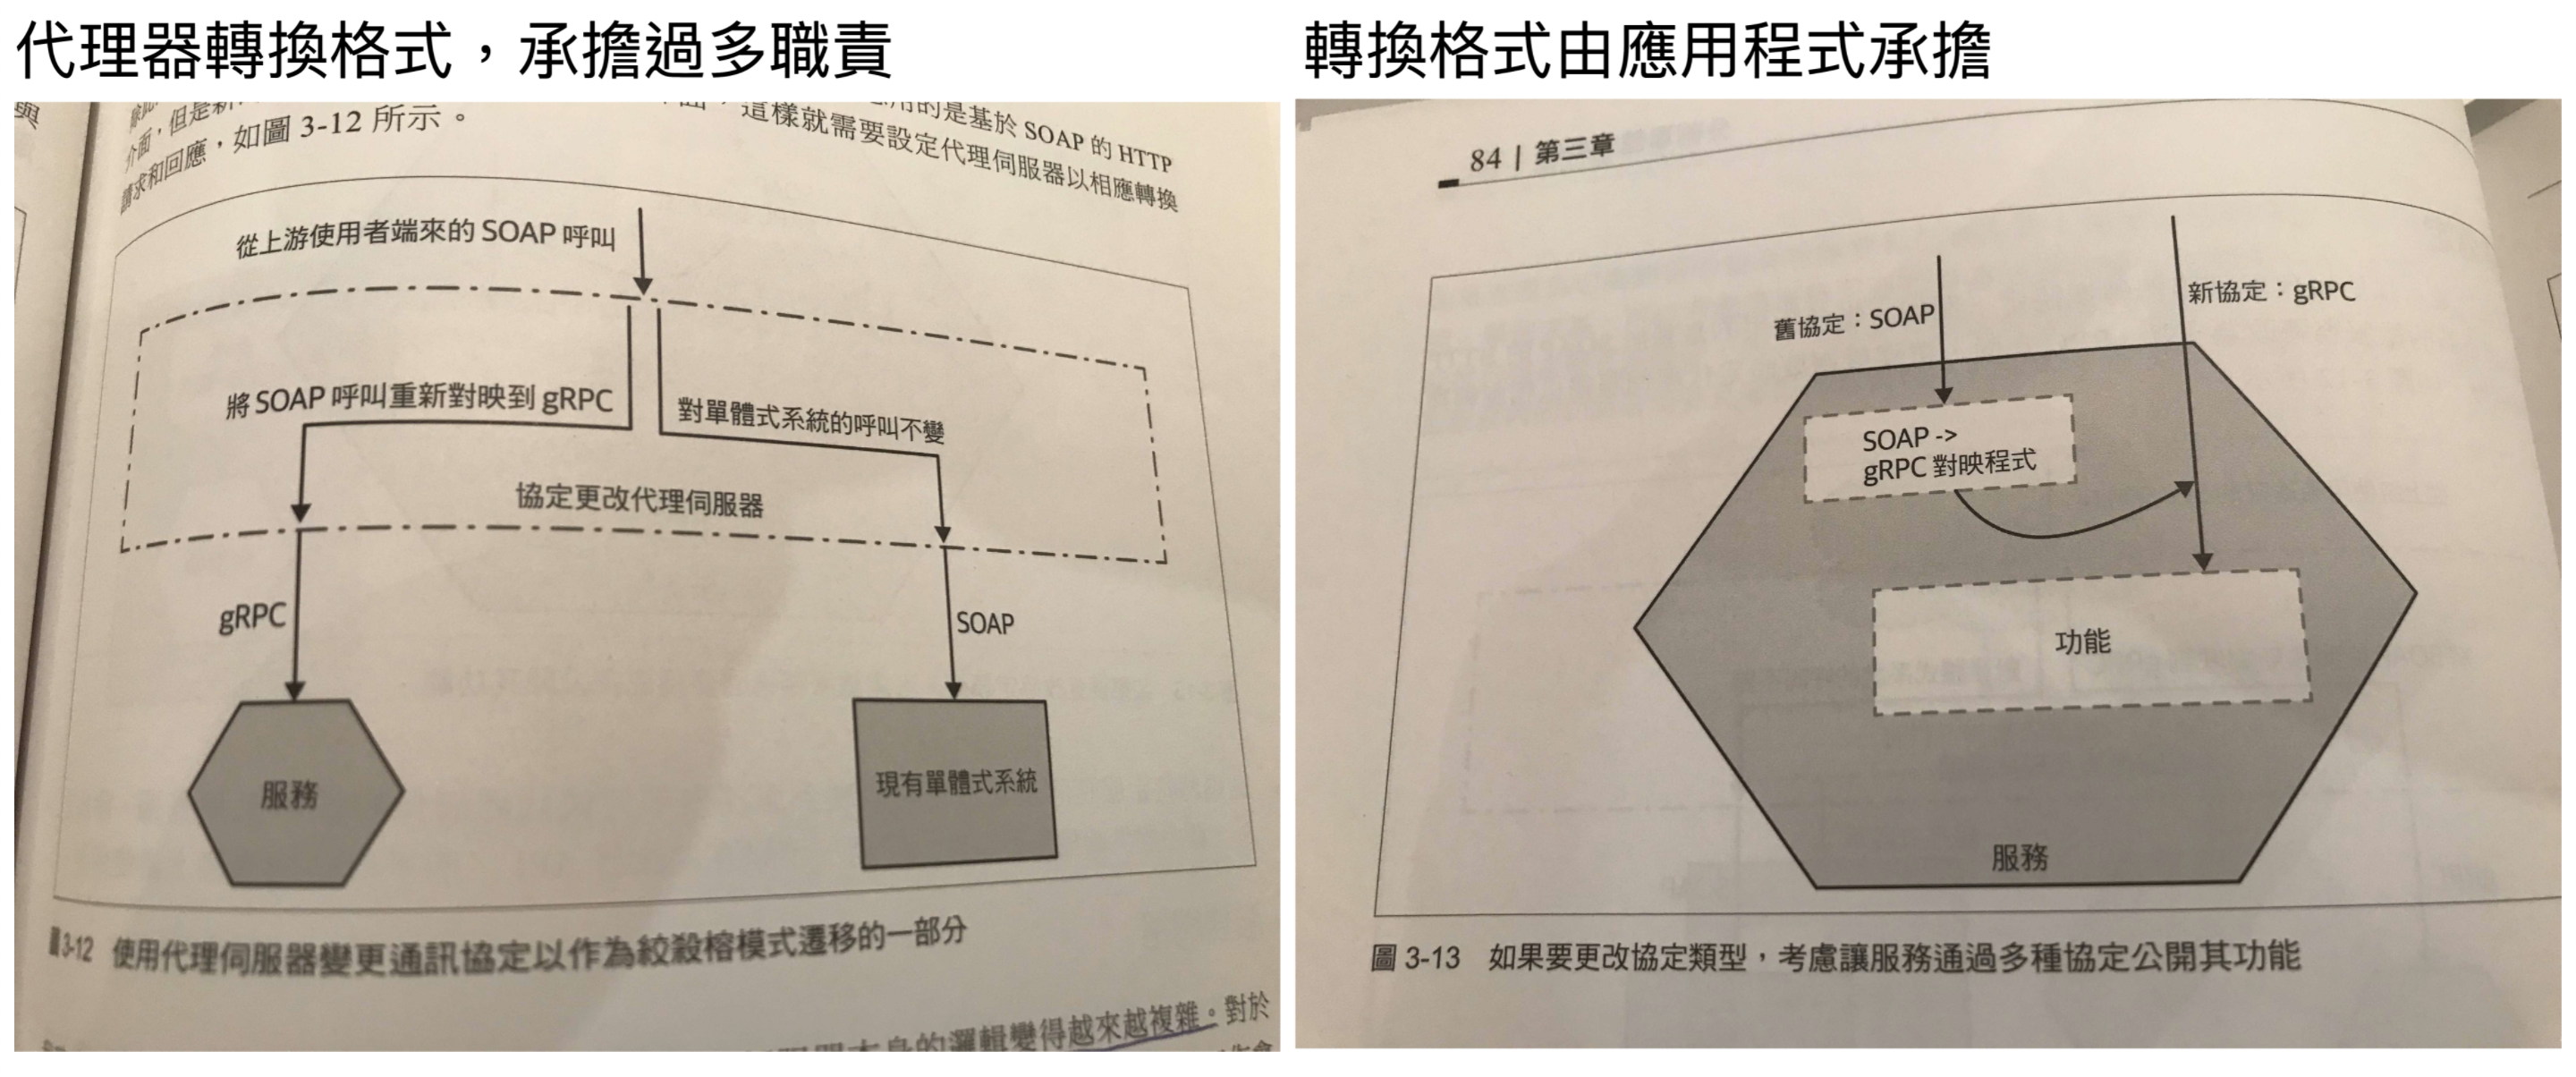 代理器轉換格式，承擔過多職責
與
介面，但是新
用的是基於 SOAP 的 HTTP
請求和回應，如圖 3-12 所示。
這樣就需要設定代理伺服器以相應轉換
從上游使用者端來的 SOAP 呼叫
將 SOAP 呼叫重新對映到 gRPC
對單體式系統的呼叫不變
協定更改代理伺服器
gRPC
SOAP
服務
現有單體式系統
圖3-12 使用代理伺服器變更通訊協定以作為絞殺榕模式遷移的一部分
本身的邏輯變得越來越複雜。對於
轉換格式由應用程式承擔
84 | 第三章
新協定：gRPC
舊協定：SOAP
SOAP ->
gRPC 對映程式
功能
服務
圖 3-13 如果要更改協定類型，考慮讓服務通過多種協定公開其功能